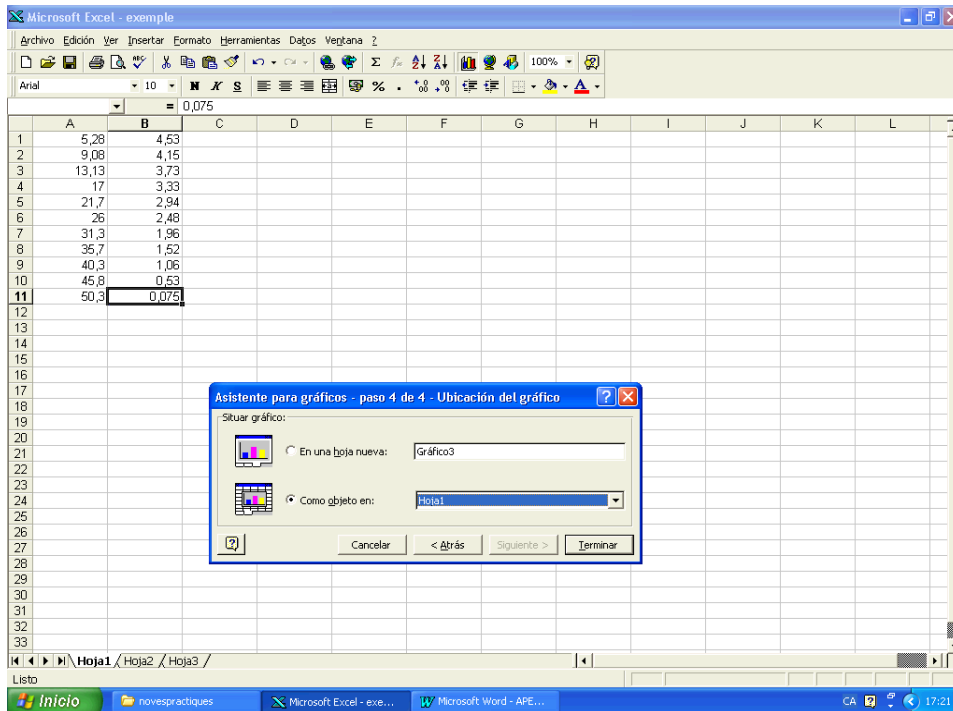 Microsoft Excel - exemple
Archivo Edición Ver Insertar Formato Herramientas Datos Ventana ?
100%
Arial 10 N K S % .
= 0,075
A B C D E F G H I J K L
1 5,28 4,53
2 9,08 4,15
3 13,13 3,73
4 17 3,33
5 21,7 2,94
6 26 2,48
7 31,3 1,96
8 35,7 1,52
9 40,3 1,06
10 45,8 0,53
11 50,3 0,075
12
13
14
15
16
17
18
19
20
21
22
23
24
25
26
27
28
29
30
31
32
33
Asistente para gráficos - paso 4 de 4 - Ubicación del gráfico
Situar gráfico:
En una hoja nueva: Gráfico3
Como objeto en: Hoja1
Cancelar < Atrás Siguiente > Terminar
Hoja1 Hoja2 Hoja3
Listo
Inicio novespractiques Microsoft Excel - exe... Microsoft Word - APE... CA 17:21